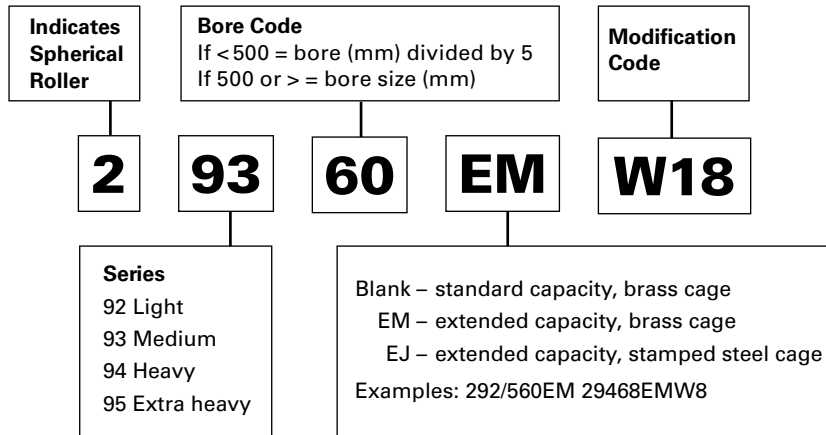 Indicates
Spherical
Roller
Bore Code
If <500 = bore (mm) divided by 5
If 500 or > = bore size (mm)
Modification
Code
2
93
60
EM
W18
Series
92 Light
93 Medium
94 Heavy
95 Extra heavy
Blank – standard capacity, brass cage
EM – extended capacity, brass cage
EJ – extended capacity, stamped steel cage
Examples: 292/560EM 29468EMW8